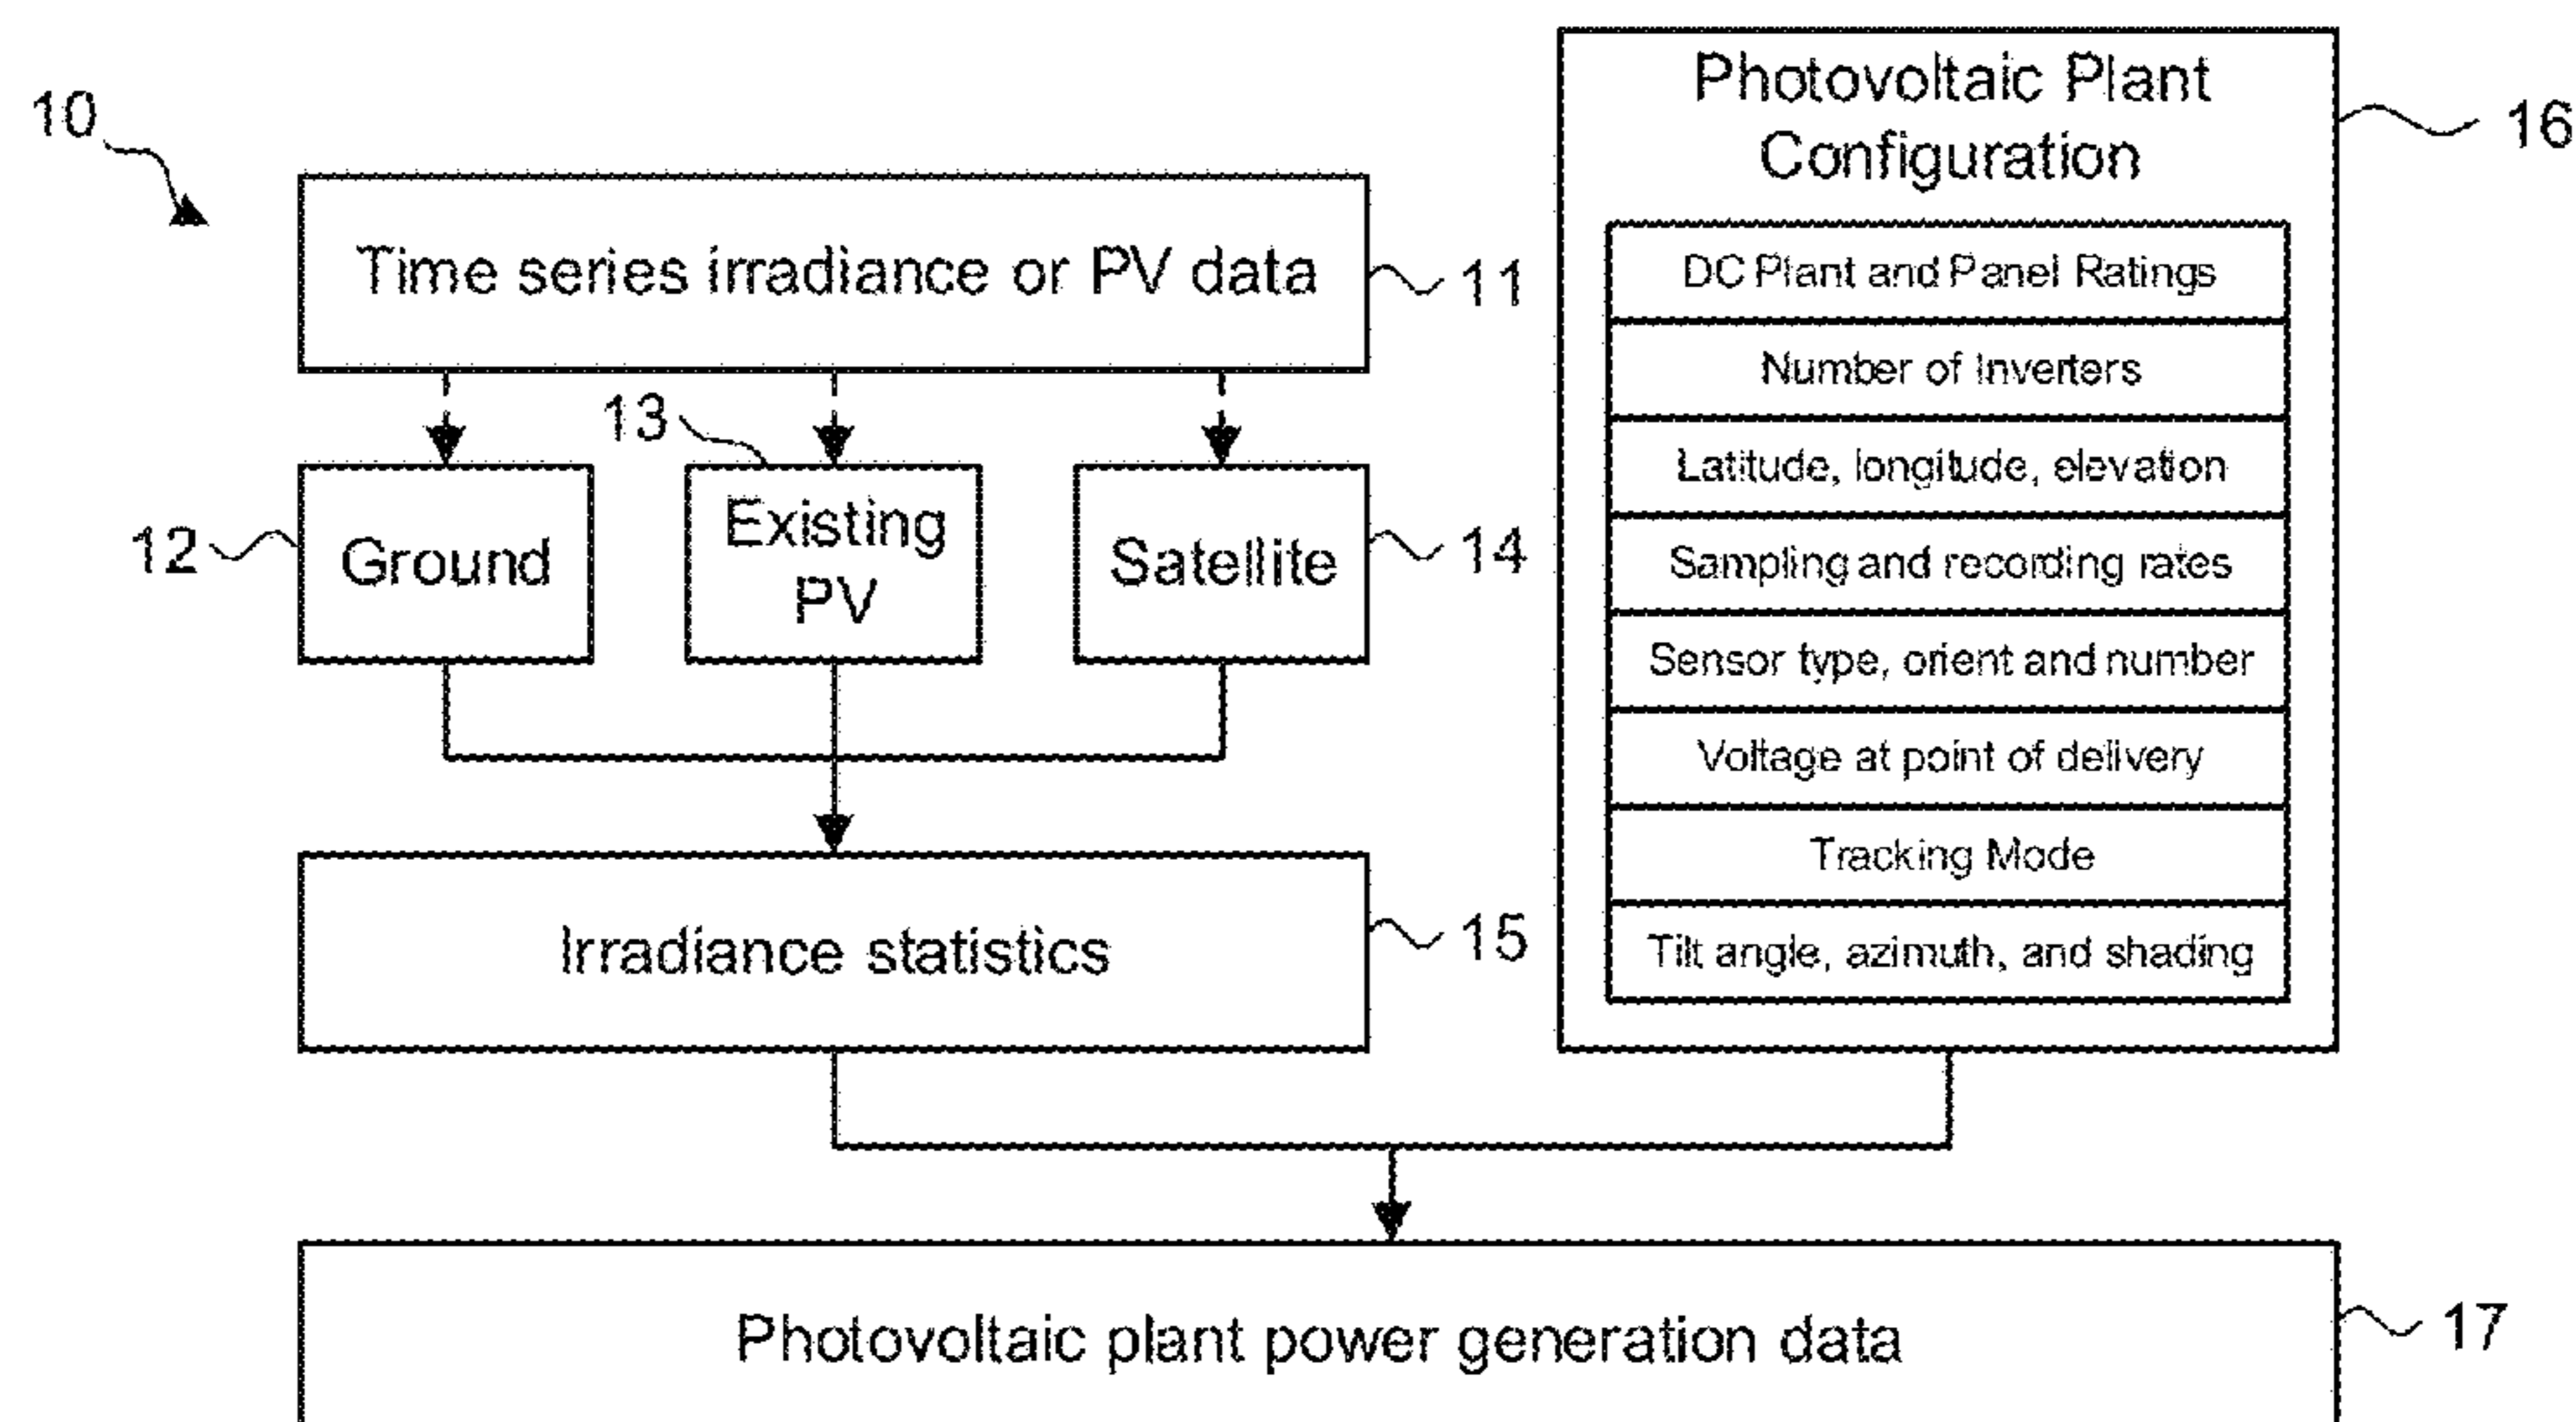 10
Time series irradiance or PV data
11
12
Ground
13
Existing
PV
Satellite
14
Irradiance statistics
15
Photovoltaic Plant
Configuration
16
DC Plant and Panel Ratings
Number of Inverters
Latitude, longitude, elevation
Sampling and recording rates
Sensor type, orient and number
Voltage at point of delivery
Tracking Mode
Tilt angle, azimuth, and shading
Photovoltaic plant power generation data
17